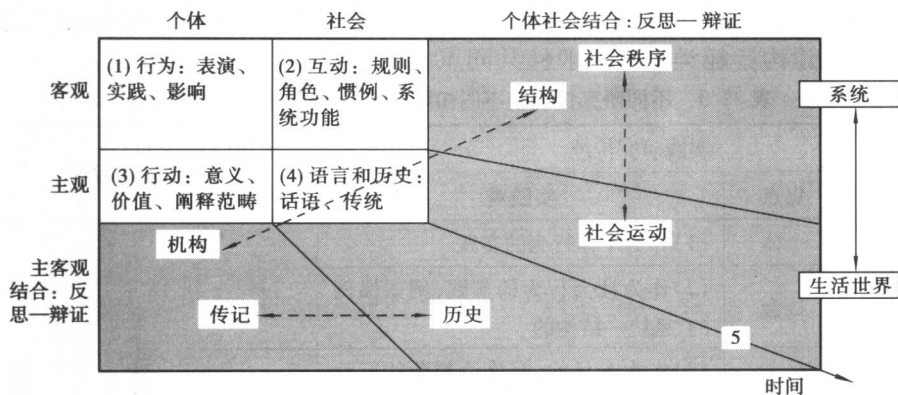 个体
社会
个体社会结合：反思—辩证
客观
(1) 行为：表演、
实践、影响
(2) 互动：规则、
角色、惯例、系
统功能
社会秩序
结构
系统
主观
(3) 行动：意义、
价值、阐释范畴
(4) 语言和历史：
话语、传统
机构
社会运动
主客观
结合：反
思—辩证
生活世界
传记
历史
5
时间